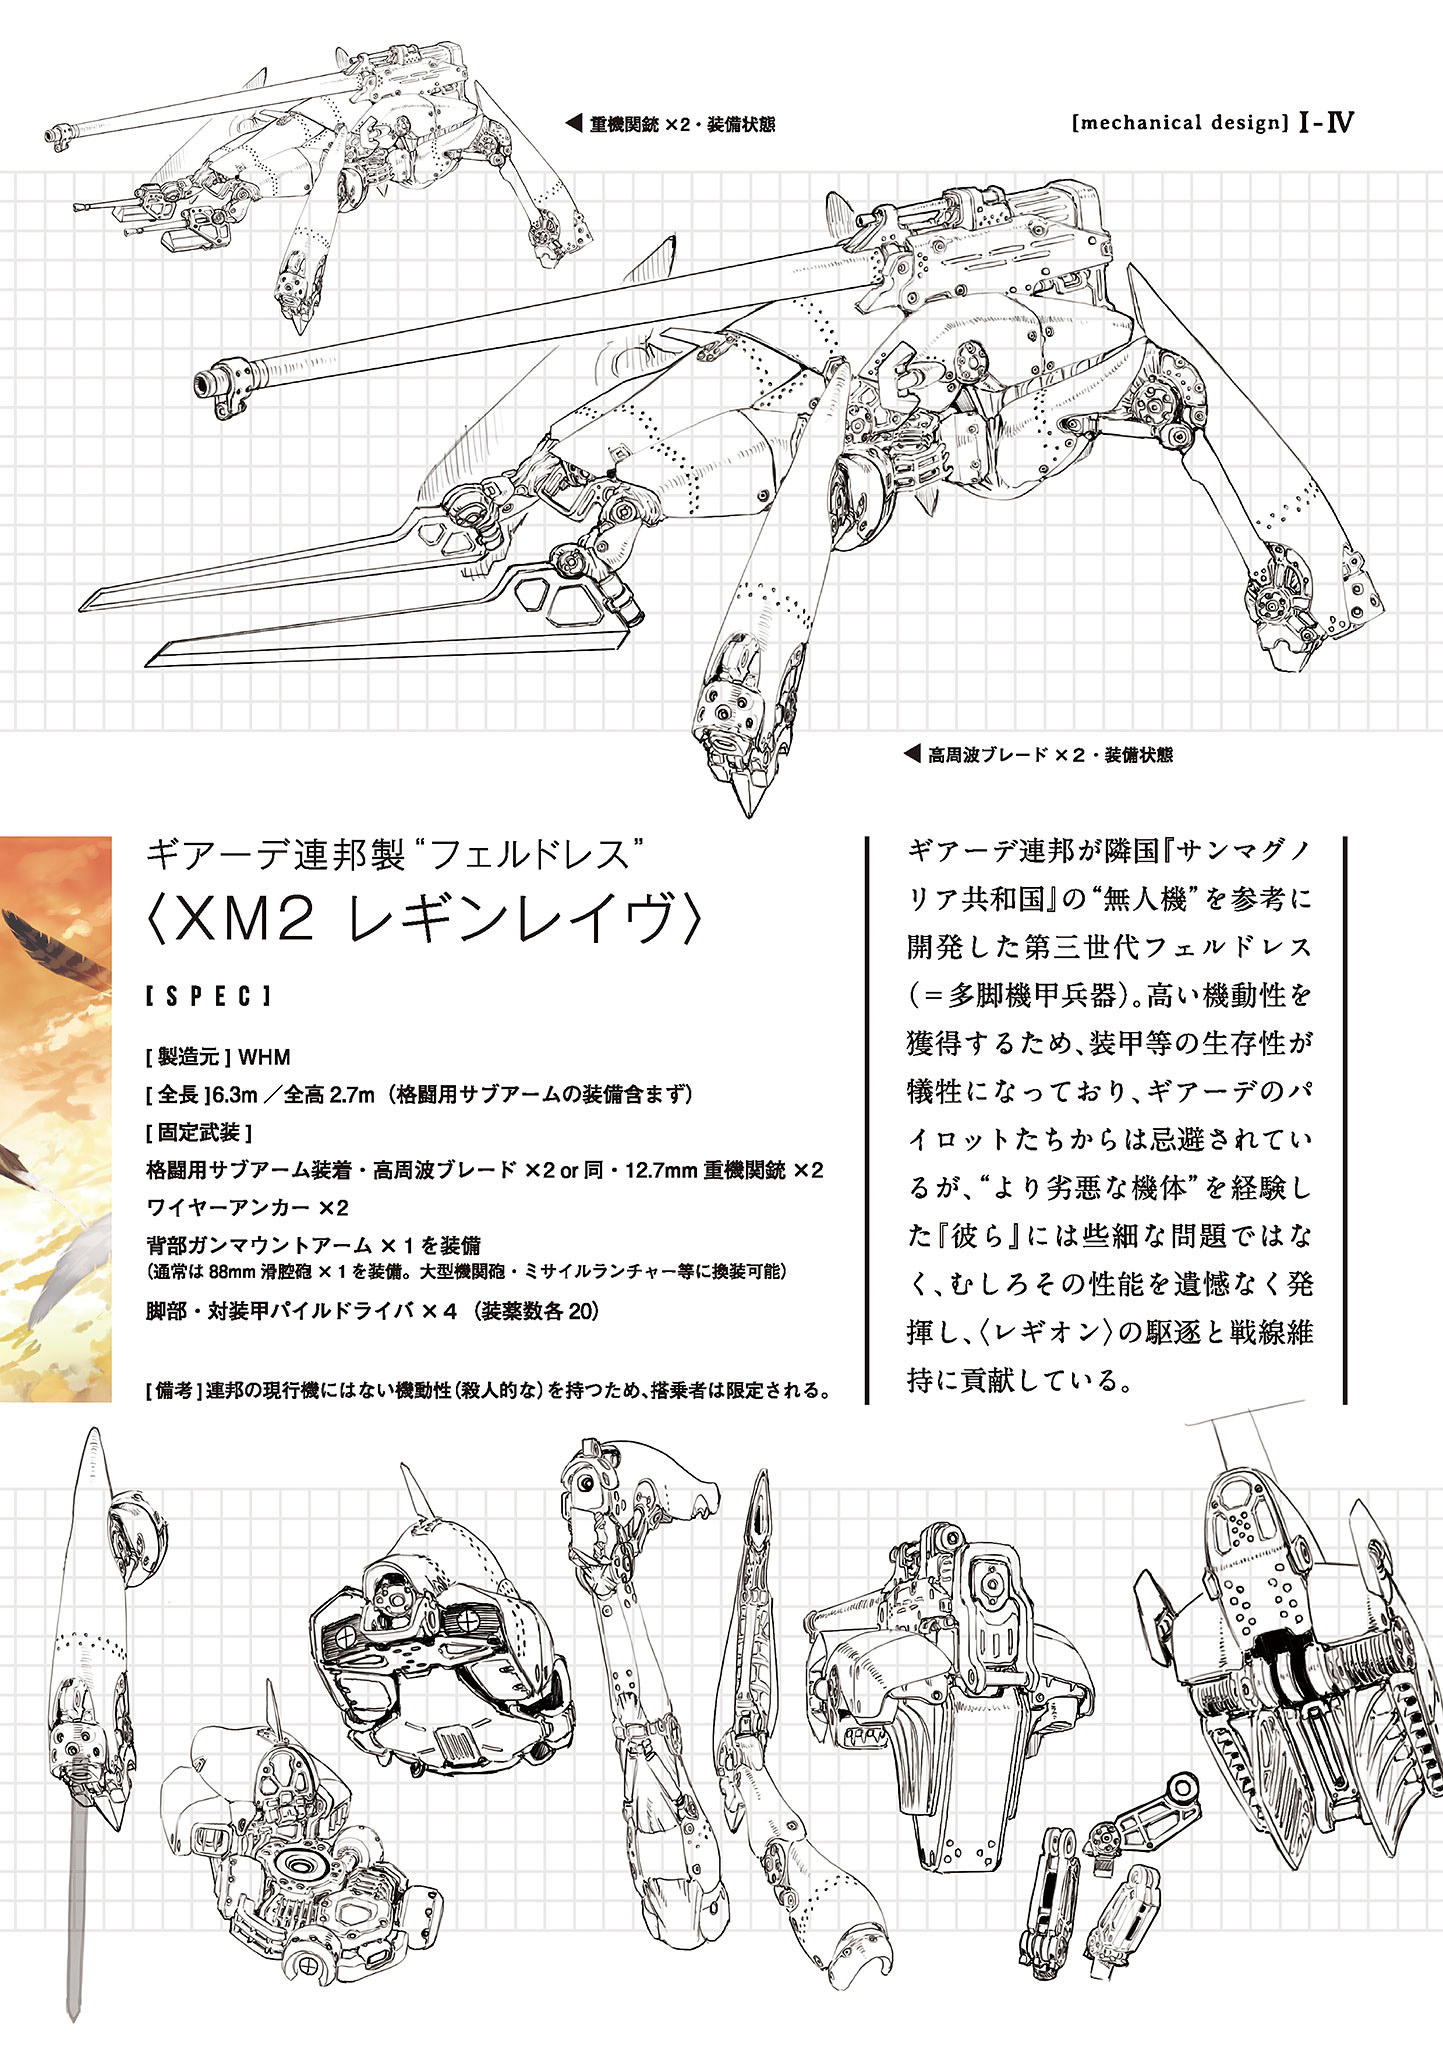 ◀ 重機関銃 ×2・装備状態
[mechanical design] I-IV
◀ 高周波ブレード ×２・装備状態
ギアーデ連邦製“フェルドレス”
〈XM2 レギンレイヴ〉
[SPEC]
[ 製造元 ] WHM
[ 全長 ]6.3m ／全高 2.7m（格闘用サブアームの装備含まず）
[ 固定武装 ]
格闘用サブアーム装着・高周波ブレード ×2 or 同・12.7mm 重機関銃 ×2
ワイヤーアンカー ×2
背部ガンマウントアーム × 1 を装備
（通常は 88mm 滑腔砲 × 1 を装備。大型機関砲・ミサイルランチャー等に換装可能）
脚部・対装甲パイルドライバ × ４（装薬数各 20）
[ 備考 ] 連邦の現行機にはない機動性（殺人的な）を持つため、搭乗者は限定される。
ギアーデ連邦が隣国『サンマグノ
リア共和国』の“無人機”を参考に
開発した第三世代フェルドレス
（＝多脚機甲兵器）。高い機動性を
獲得するため、装甲等の生存性が
犠牲になっており、ギアーデのパ
イロットたちからは忌避されてい
るが、“より劣悪な機体”を経験し
た『彼ら』には些細な問題ではな
く、むしろその性能を遺憾なく発
揮し、〈レギオン〉の駆逐と戦線維
持に貢献している。